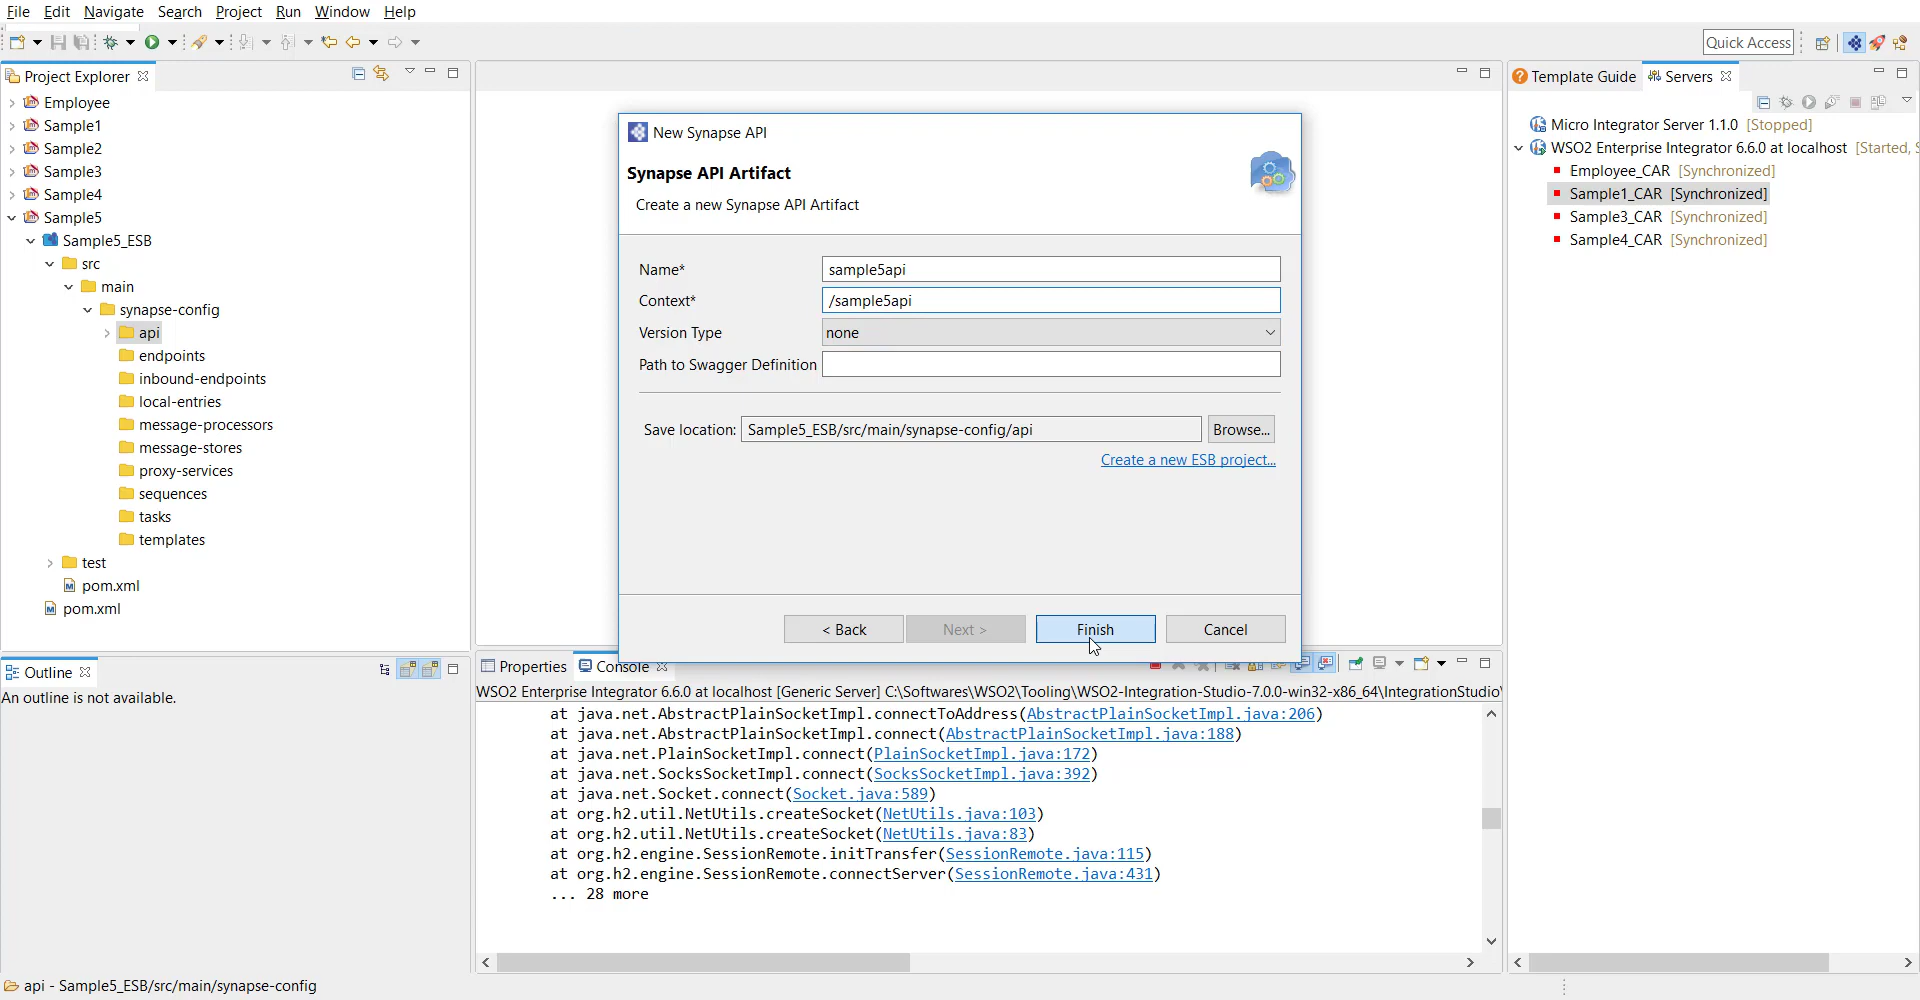 File Edit Navigate Search Project Run Window Help
Quick Access
Project Explorer
Employee
Sample1
Sample2
Sample3
Sample4
Sample5
Sample5_ESB
src
main
synapse-config
api
endpoints
inbound-endpoints
local-entries
message-processors
message-stores
proxy-services
sequences
tasks
templates
test
pom.xml
pom.xml
Outline
An outline is not available.
New Synapse API
Synapse API Artifact
Create a new Synapse API Artifact
Name* sample5api
Context* /sample5api
Version Type none
Path to Swagger Definition
Save location: Sample5_ESB/src/main/synapse-config/api Browse...
Create a new ESB project...
< Back Next > Finish Cancel
Template Guide Servers
Micro Integrator Server 1.1.0 [Stopped]
WSO2 Enterprise Integrator 6.6.0 at localhost [Started, S
Employee_CAR [Synchronized]
Sample1_CAR [Synchronized]
Sample3_CAR [Synchronized]
Sample4_CAR [Synchronized]
Properties Console
WSO2 Enterprise Integrator 6.6.0 at localhost [Generic Server] C:\Softwares\WSO2\Tooling\WSO2-Integration-Studio-7.0.0-win32-x86_64\IntegrationStudio\
at java.net.AbstractPlainSocketImpl.connectToAddress(AbstractPlainSocketImpl.java:206)
at java.net.AbstractPlainSocketImpl.connect(AbstractPlainSocketImpl.java:188)
at java.net.PlainSocketImpl.connect(PlainSocketImpl.java:172)
at java.net.SocksSocketImpl.connect(SocksSocketImpl.java:392)
at java.net.Socket.connect(Socket.java:589)
at org.h2.util.NetUtils.createSocket(NetUtils.java:103)
at org.h2.util.NetUtils.createSocket(NetUtils.java:83)
at org.h2.engine.SessionRemote.initTransfer(SessionRemote.java:115)
at org.h2.engine.SessionRemote.connectServer(SessionRemote.java:431)
... 28 more
api - Sample5_ESB/src/main/synapse-config